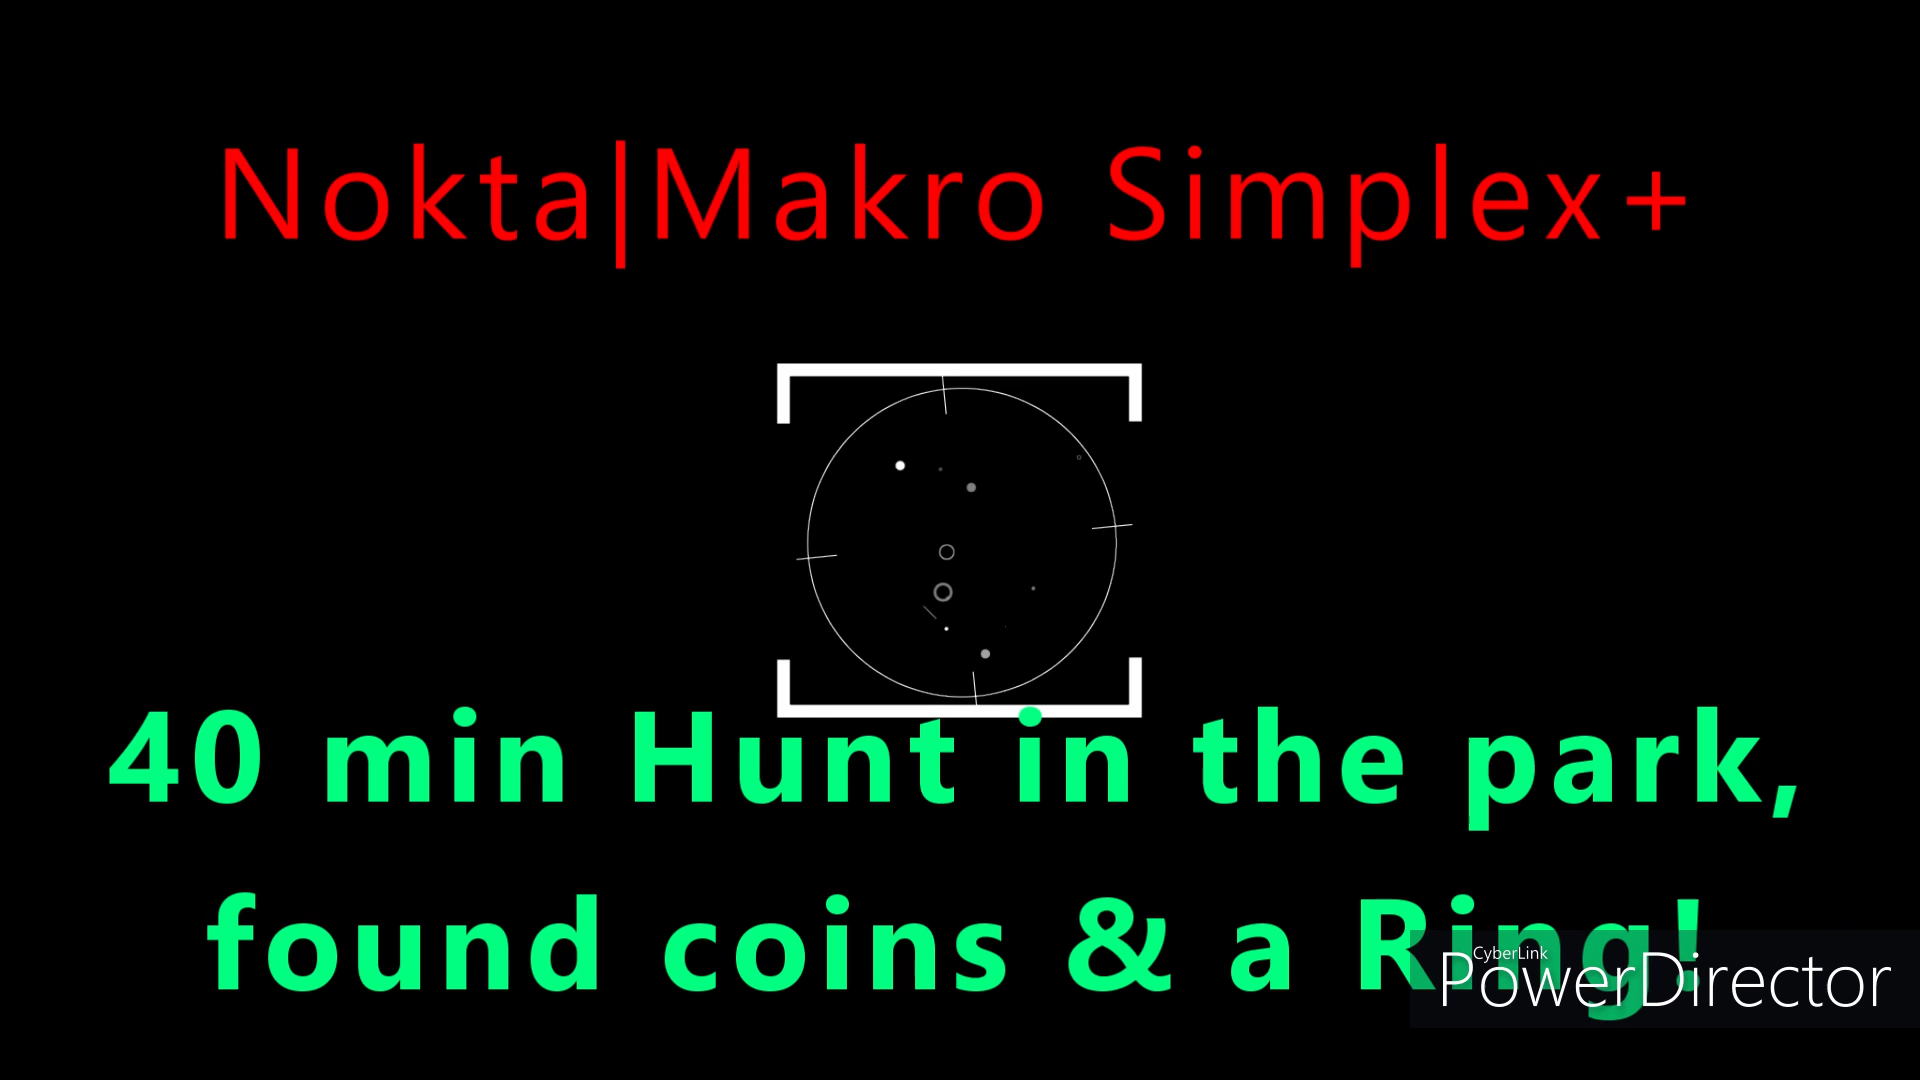 Nokta|Makro Simplex+
40 min Hunt in the park,
found coins & a Ring!
CyberLink
PowerDirector